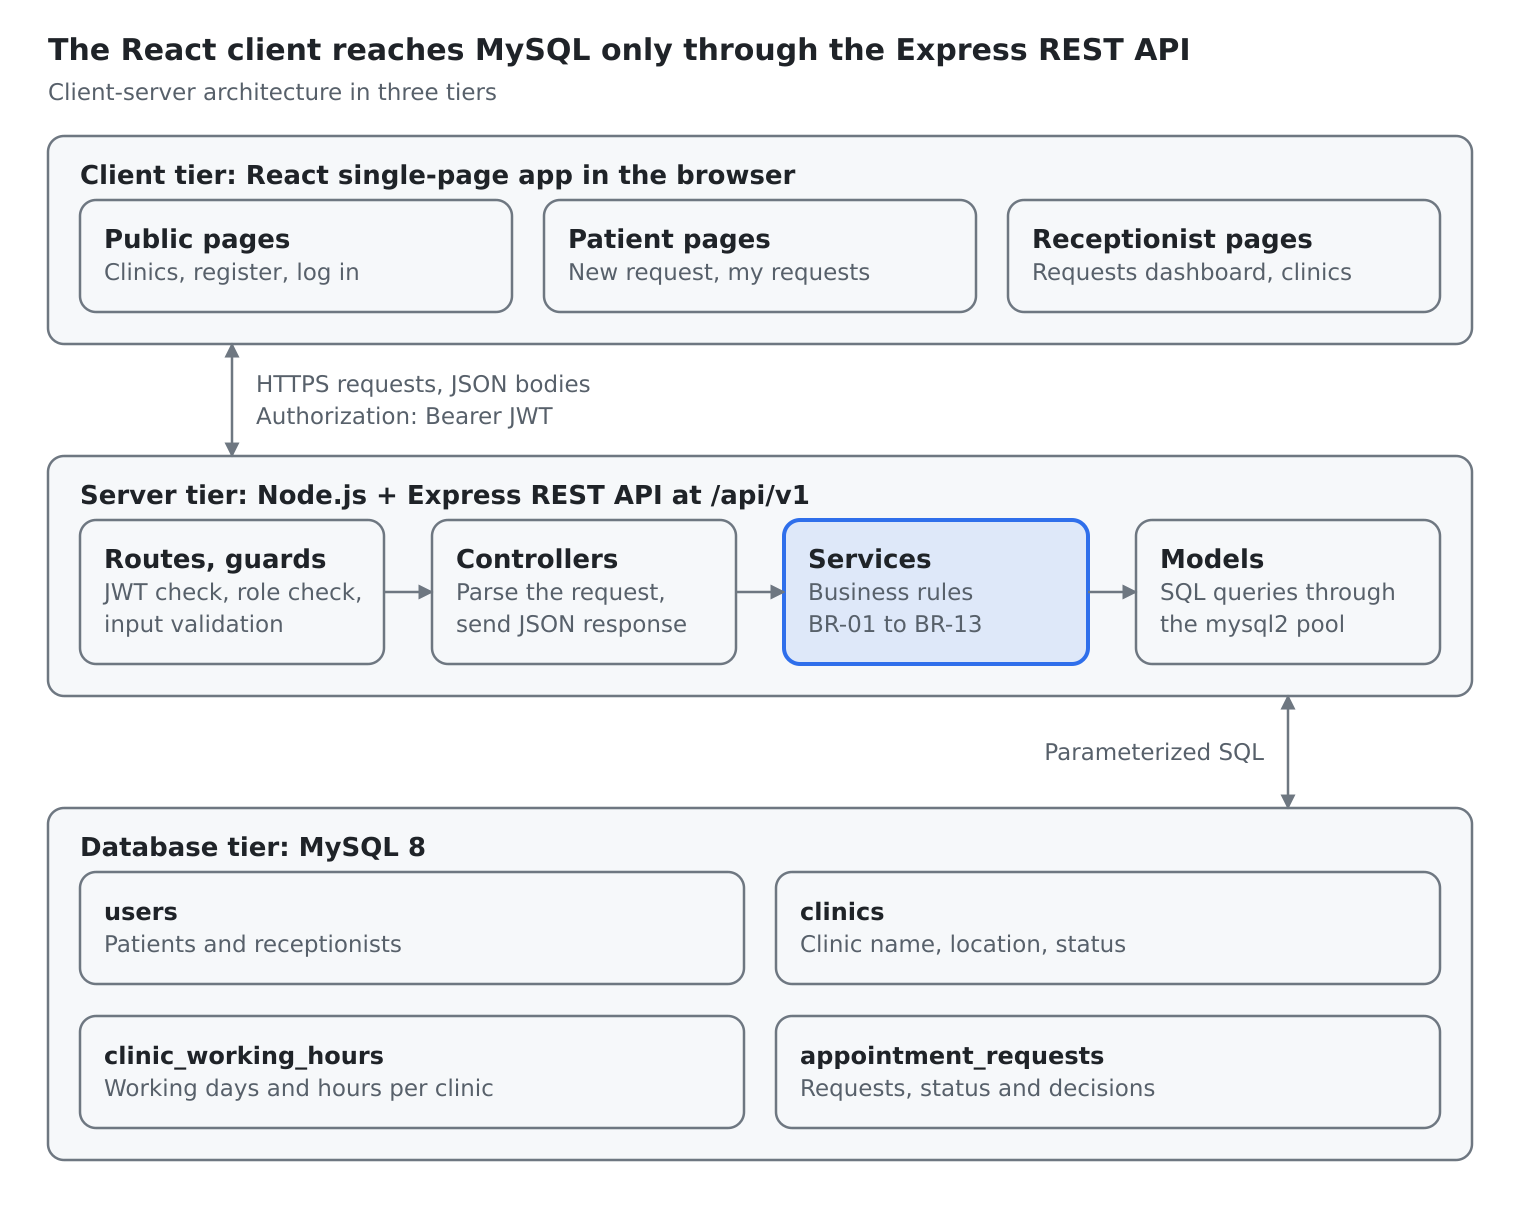 The React client reaches MySQL only through the Express REST API
Client-server architecture in three tiers
Client tier: React single-page app in the browser
Public pages
Clinics, register, log in
Patient pages
New request, my requests
Receptionist pages
Requests dashboard, clinics
HTTPS requests, JSON bodies
Authorization: Bearer JWT
Server tier: Node.js + Express REST API at /api/v1
Routes, guards
JWT check, role check,
input validation
Controllers
Parse the request,
send JSON response
Services
Business rules
BR-01 to BR-13
Models
SQL queries through
the mysql2 pool
Parameterized SQL
Database tier: MySQL 8
users
Patients and receptionists
clinics
Clinic name, location, status
clinic_working_hours
Working days and hours per clinic
appointment_requests
Requests, status and decisions